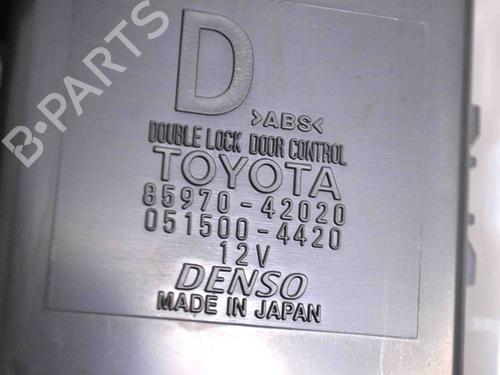 B-PARTS
D
>ABS<
DOUBLE LOCK DOOR CONTROL
TOYOTA
85970-42020
051500-4420
12V
DENSO
MADE IN JAPAN